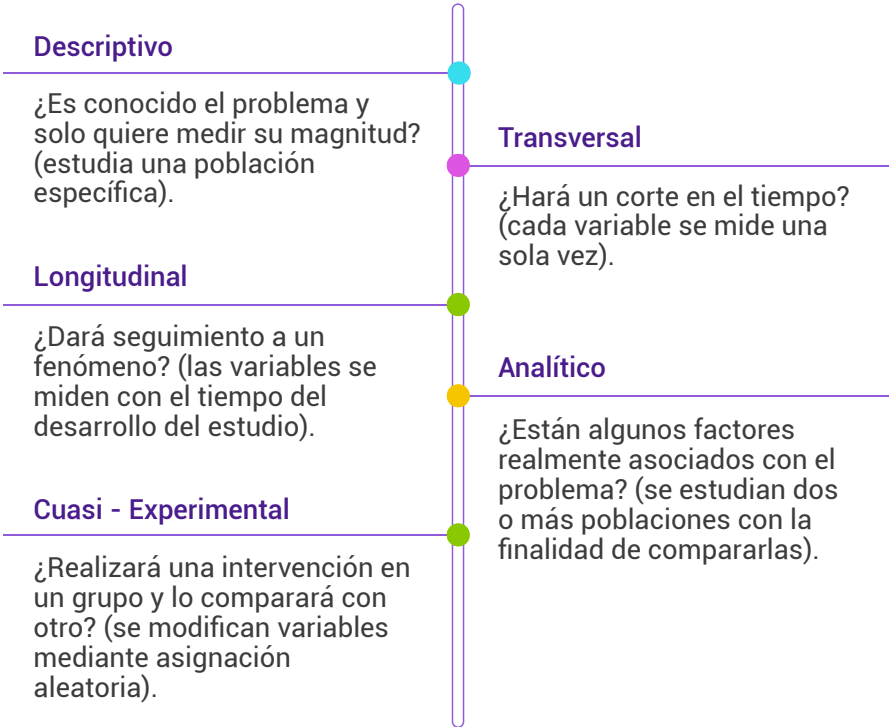 Descriptivo
¿Es conocido el problema y
solo quiere medir su magnitud?
(estudia una población
específica).
Transversal
¿Hará un corte en el tiempo?
(cada variable se mide una
sola vez).
Longitudinal
¿Dará seguimiento a un
fenómeno? (las variables se
miden con el tiempo del
desarrollo del estudio).
Analítico
¿Están algunos factores
realmente asociados con el
problema? (se estudian dos
o más poblaciones con la
finalidad de compararlas).
Cuasi - Experimental
¿Realizará una intervención en
un grupo y lo comparará con
otro? (se modifican variables
mediante asignación
aleatoria).